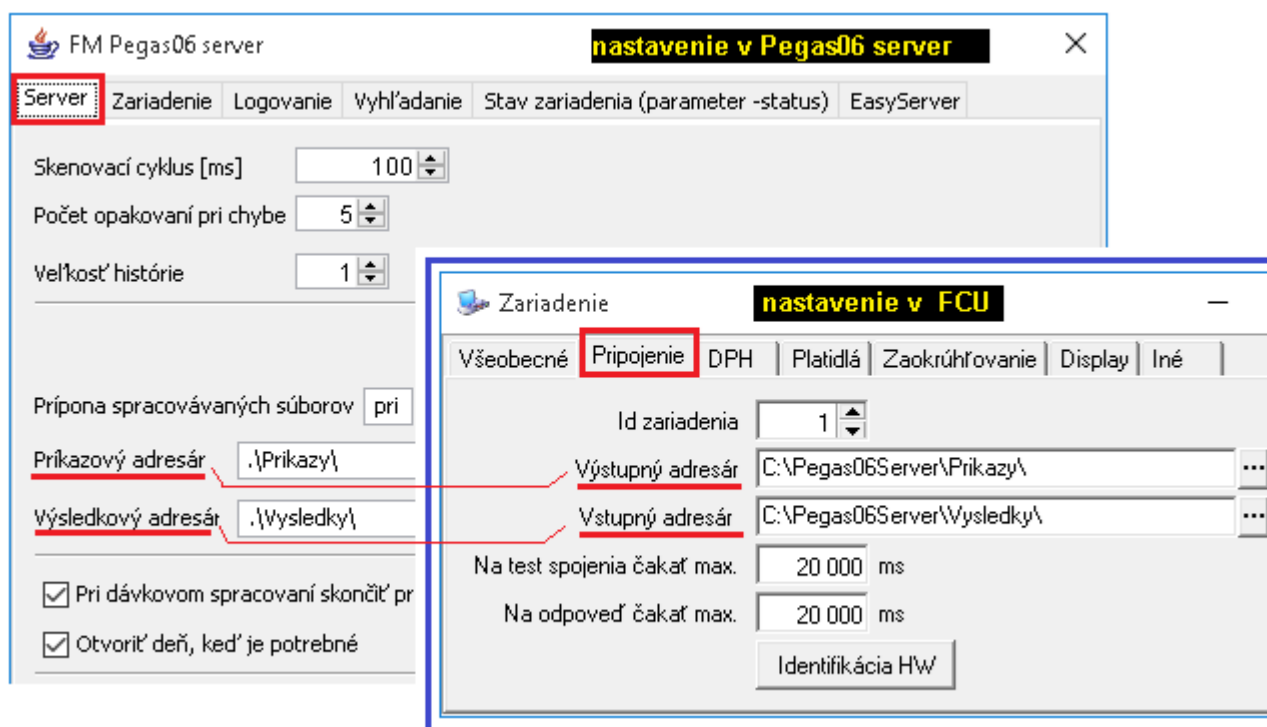 FM Pegas06 server
nastavenie v Pegas06 server
Server Zariadenie Logovanie Vyhľadanie Stav zariadenia (parameter -status) EasyServer
Skenovací cyklus [ms] 100
Počet opakovaní pri chybe 5
Veľkosť histórie 1
Prípona spracovávaných súborov pri
Príkazový adresár .\Prikazy\
Výsledkový adresár .\Vysledky\
Pri dávkovom spracovaní skončiť pr
Otvoriť deň, keď je potrebné
Zariadenie
nastavenie v FCU
Všeobecné Pripojenie DPH Platidlá Zaokrúhľovanie Display Iné
Id zariadenia 1
Výstupný adresár C:\Pegas06Server\Prikazy\ ...
Vstupný adresár C:\Pegas06Server\Vysledky\ ...
Na test spojenia čakať max. 20 000 ms
Na odpoveď čakať max. 20 000 ms
Identifikácia HW